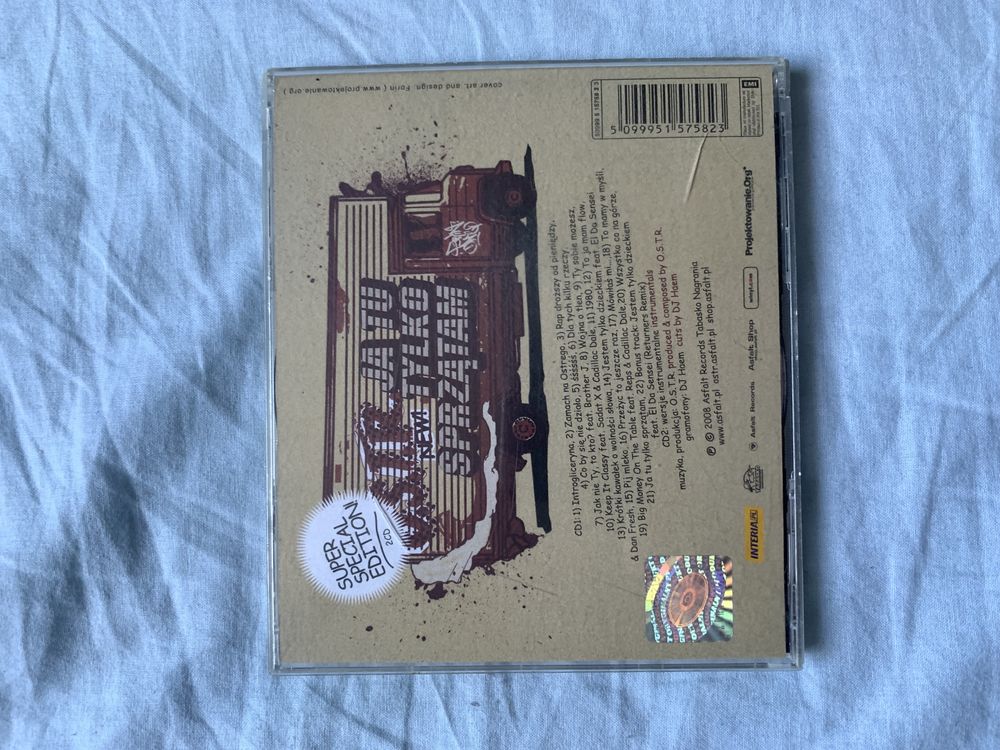 SUPER
SPECIAL
EDITION
2CD
NEW!
JA TU
TYLKO
SPRZĄTAM
CD1: 1) Introgliceryna, 2) Zamach na Ostrego, 3) Rap droższy od pieniędzy,
4) Co by się nie działo, 5) śśśśśś, 6) Dla tych kilku rzeczy,
7) Jak nie Ty, to kto? feat. Brother J, 8) Wojna o tlen, 9) Ty sobie możesz,
10) Keep It Classy feat. Sadat X & Cadillac Dale, 11) 1980, 12) To ja mam flow,
13) Krótki kawałek o wolności słowa, 14) Jestem tylko dzieckiem feat. El Da Sensei
& Dan Fresh, 15) Pij mleko, 16) Przeżyć to jeszcze raz, 17) Mówiłaś mi..., 18) To mamy w myśli,
19) Big Money On The Table feat. Reps & Cadillac Dale, 20) Wszystko co na górze,
21) Ja tu tylko sprzątam, 22) Bonus track: Jestem tylko dzieckiem
feat. El Da Sensei (Returners Remix)
CD2: wersje instrumentalne instrumentals
muzyka, produkcja: O.S.T.R. produced & composed by O.S.T.R.
gramofony: DJ Haem cuts by DJ Haem
℗ © 2008 Asfalt Records Tabasko Nagrania
www.asfalt.pl ostr.asfalt.pl shop.asfalt.pl
INTERIA.PL
Asfalt Records
Asfalt Shop
Projektowanie.Org
cover art. and design: Forin ( www.projektowanie.org )
5 099951 575823
EMI